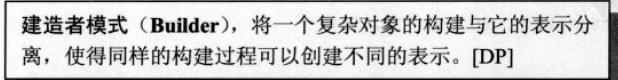 建造者模式（Builder），将一个复杂对象的构建与它的表示分
离，使得同样的构建过程可以创建不同的表示。[DP]